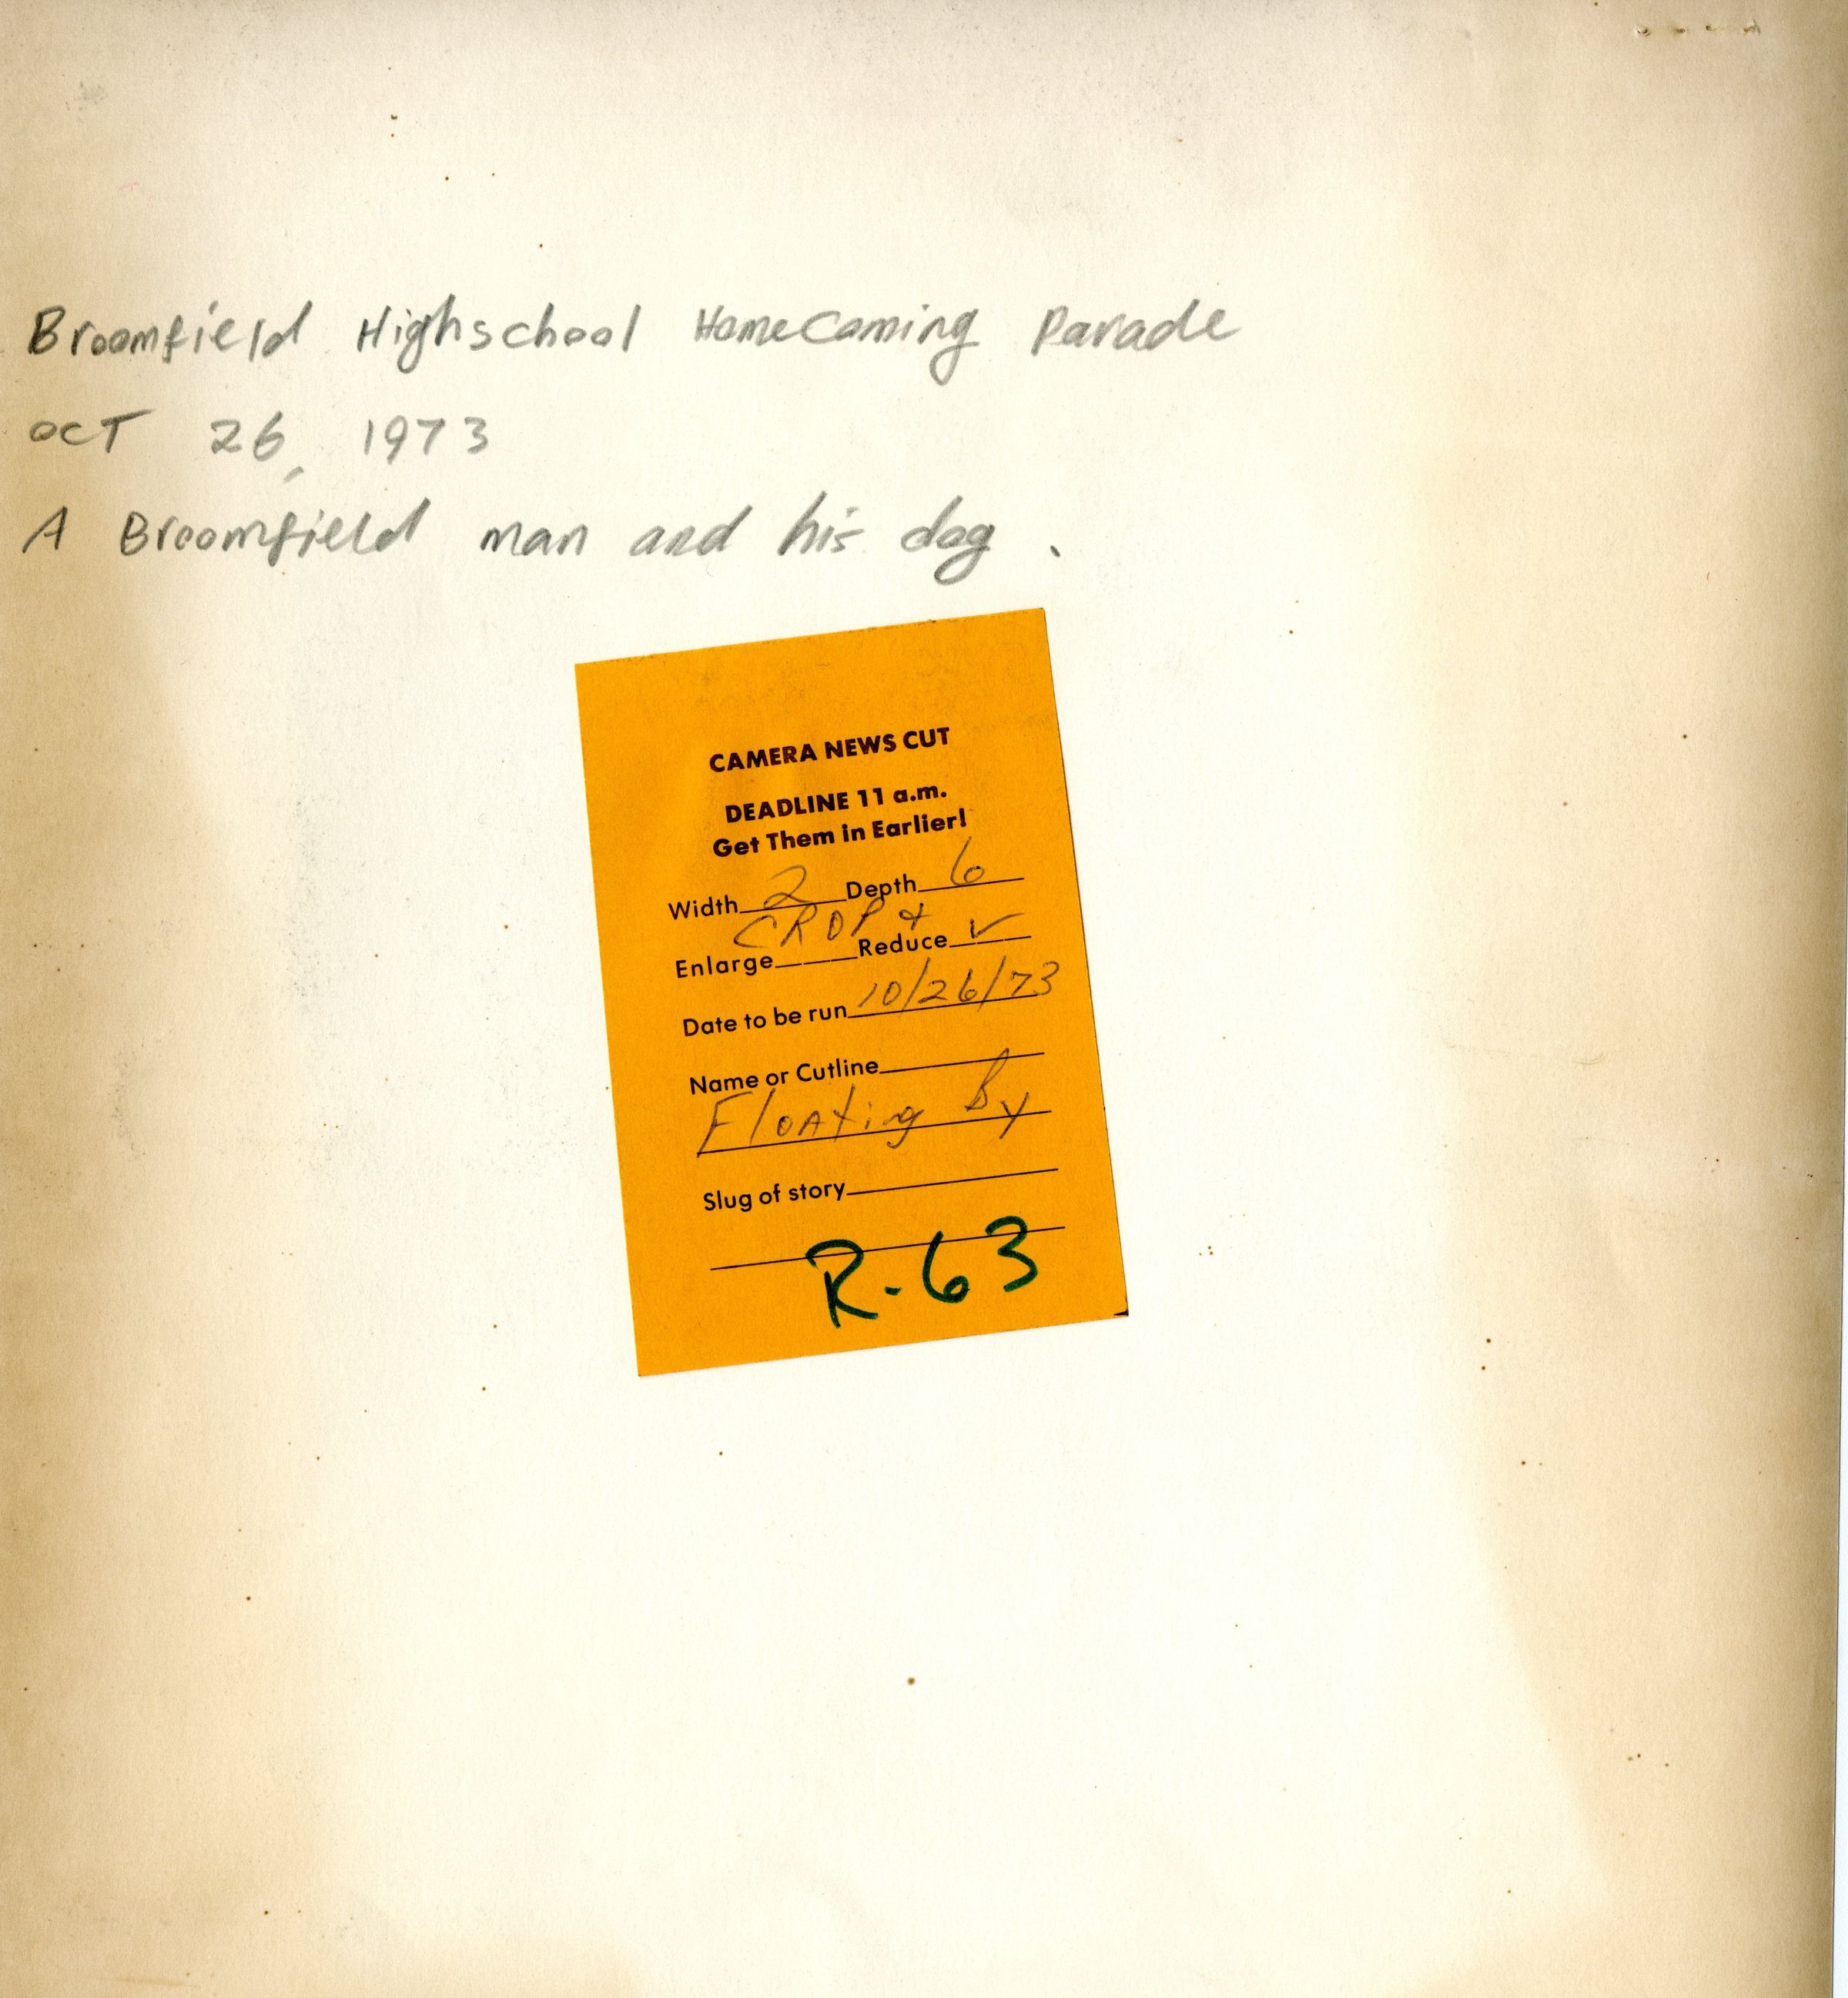 Broomfield Highschool HomeComing Parade
OCT 26, 1973
A Broomfield man and his dog.
CAMERA NEWS CUT
DEADLINE 11 a.m.
Get Them in Earlier!
Width 2 Depth 6
CROP +
Enlarge Reduce ✓
Date to be run 10/26/73
Name or Cutline
Floating By
Slug of story
R-63